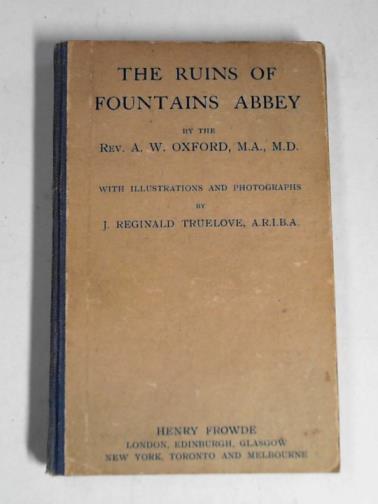 THE RUINS OF
FOUNTAINS ABBEY
BY THE
REV. A. W. OXFORD, M.A., M.D.
WITH ILLUSTRATIONS AND PHOTOGRAPHS
BY
J. REGINALD TRUELOVE, A.R.I.B.A.
HENRY FROWDE
LONDON, EDINBURGH, GLASGOW
NEW YORK, TORONTO AND MELBOURNE